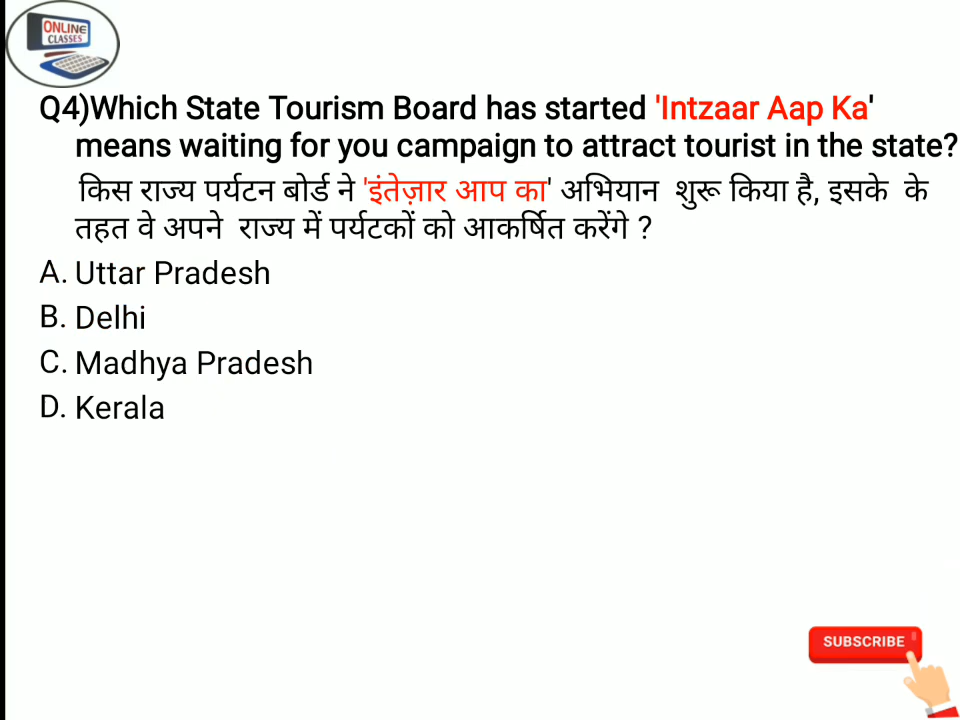 ONLINE
CLASSES
Q4)Which State Tourism Board has started 'Intzaar Aap Ka'
means waiting for you campaign to attract tourist in the state?
किस राज्य पर्यटन बोर्ड ने 'इंतेज़ार आप का' अभियान शुरू किया है, इसके के
तहत वे अपने राज्य में पर्यटकों को आकर्षित करेंगे ?
A. Uttar Pradesh
B. Delhi
C. Madhya Pradesh
D. Kerala
SUBSCRIBE